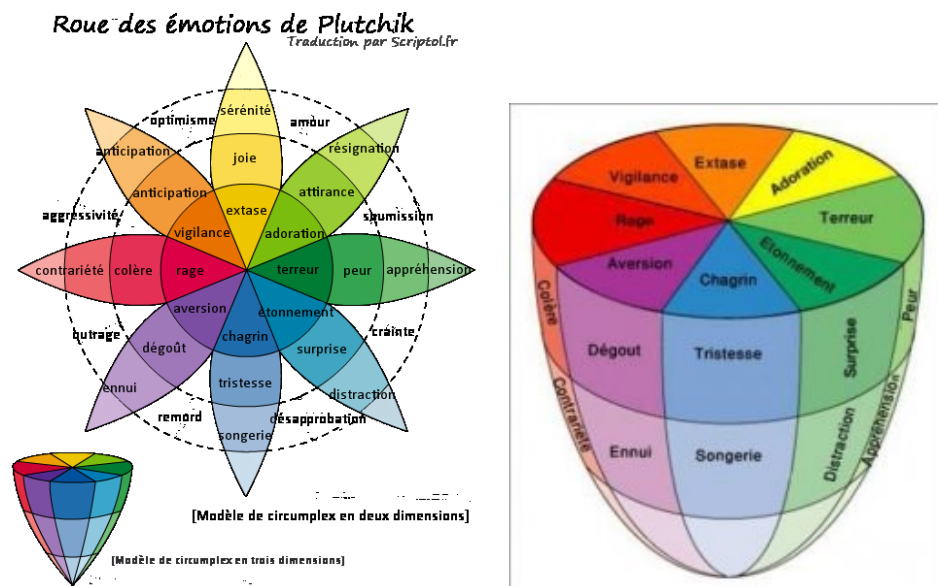 Roue des émotions de Plutchik
Traduction par Scriptol.fr
sérénité
optimisme
amour
anticipation
joie
résignation
anticipation
attirance
extase
aggressivité
soumission
vigilance
adoration
contrariété
colère
rage
terreur
peur
appréhension
aversion
étonnement
outrage
chagrin
crainte
dégoût
surprise
ennui
tristesse
distraction
remord
désapprobation
songerie
[Modèle de circumplex en deux dimensions]
[Modèle de circumplex en trois dimensions]
Vigilance
Extase
Adoration
Rage
Terreur
Aversion
Chagrin
Etonnement
Colère
Dégout
Tristesse
Surprise
Peur
Contrariété
Ennui
Songerie
Distraction
Appréhension